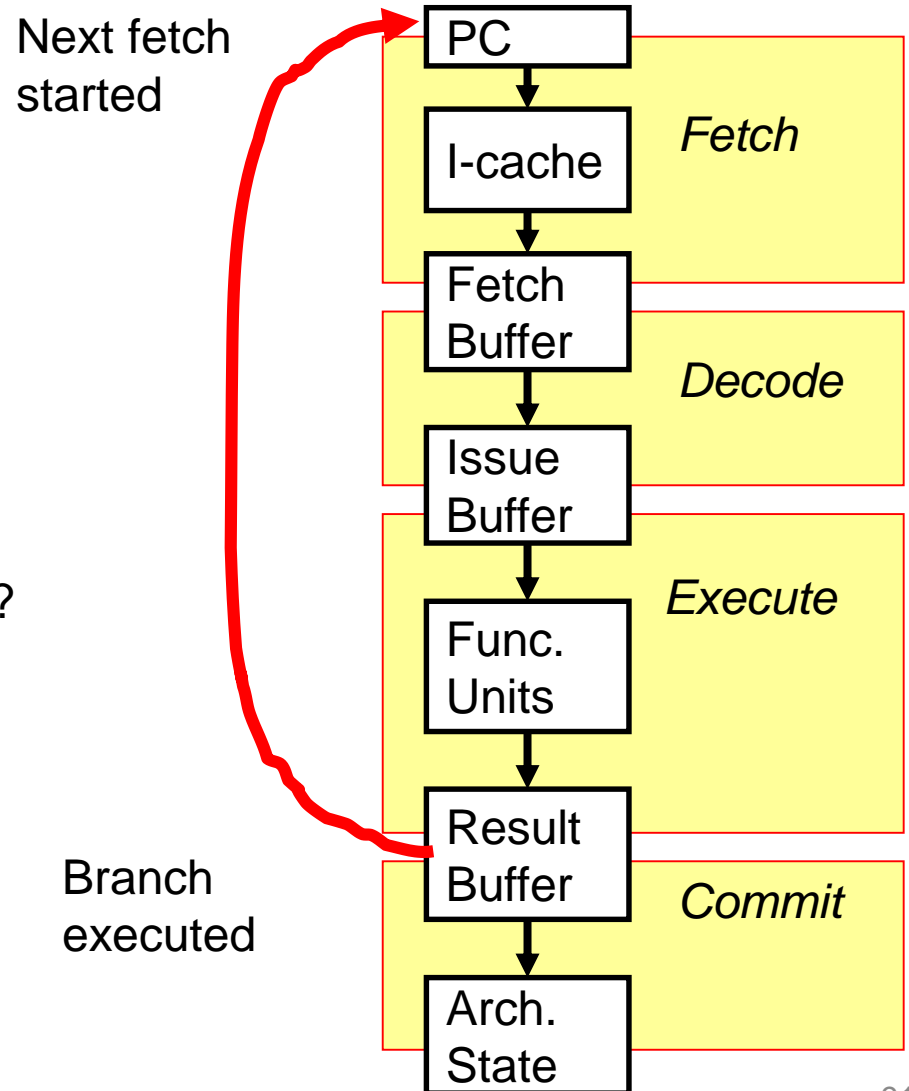 Next fetch
started
PC
I-cache
Fetch
Fetch
Buffer
Decode
Issue
Buffer
?
Execute
Func.
Units
Result
Buffer
Branch
executed
Commit
Arch.
State